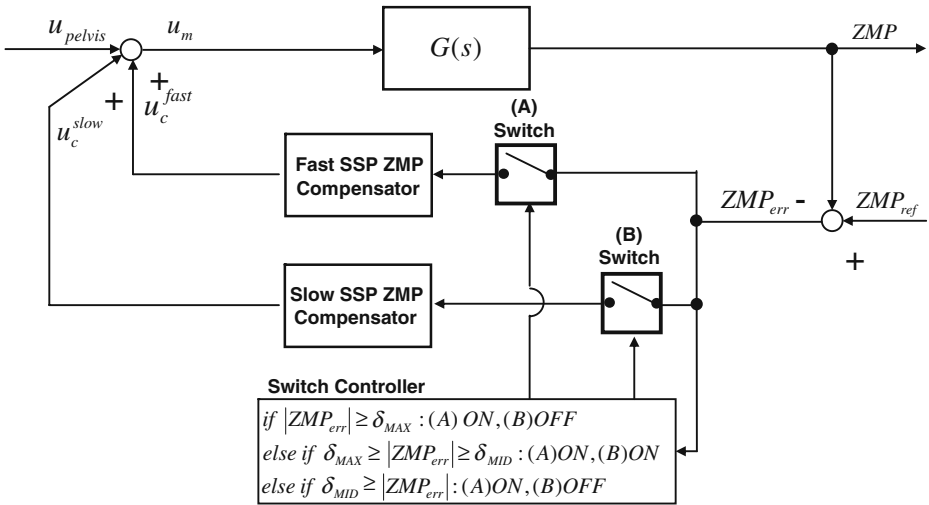 u_pelvis
u_m
G(s)
ZMP
+
+
u_c^fast
u_c^slow
(A)
Switch
Fast SSP ZMP
Compensator
ZMP_err
-
ZMP_ref
+
(B)
Switch
Slow SSP ZMP
Compensator
Switch Controller
if |ZMP_err| ≥ δ_MAX : (A) ON, (B)OFF
else if δ_MAX ≥ |ZMP_err| ≥ δ_MID : (A)ON, (B)ON
else if δ_MID ≥ |ZMP_err| : (A)ON, (B)OFF